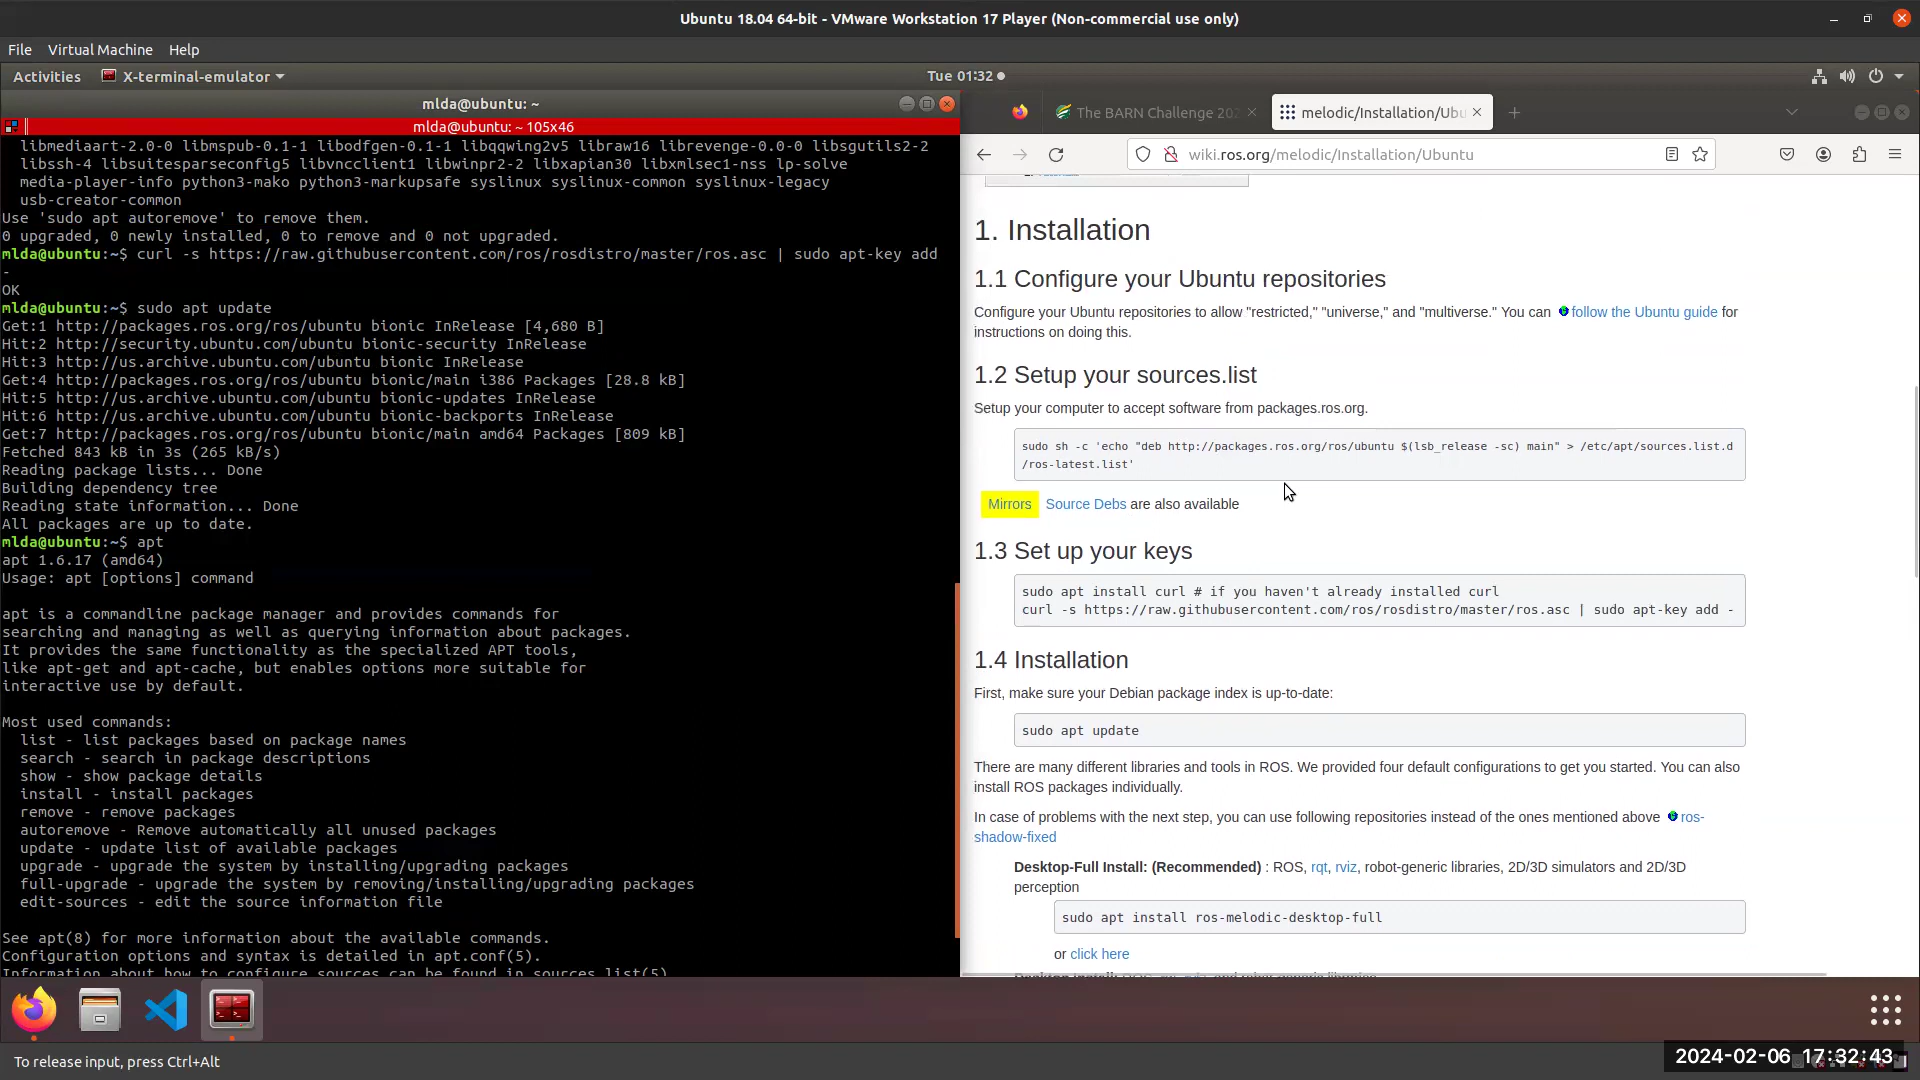 Ubuntu 18.04 64-bit - VMware Workstation 17 Player (Non-commercial use only)
File Virtual Machine Help
Activities X-terminal-emulator Tue 01:32
mlda@ubuntu: ~
mlda@ubuntu: ~ 105x46
libmediaart-2.0-0 libmspub-0.1-1 libodfgen-0.1-1 libqqwing2v5 libraw16 librevenge-0.0-0 libsgutils2-2
libssh-4 libsuitesparseconfig5 libvncclient1 libwinpr2-2 libxapian30 libxmlsec1-nss lp-solve
media-player-info python3-mako python3-markupsafe syslinux syslinux-common syslinux-legacy
usb-creator-common
Use 'sudo apt autoremove' to remove them.
0 upgraded, 0 newly installed, 0 to remove and 0 not upgraded.
mlda@ubuntu:~$ curl -s https://raw.githubusercontent.com/ros/rosdistro/master/ros.asc | sudo apt-key add
-
OK
mlda@ubuntu:~$ sudo apt update
Get:1 http://packages.ros.org/ros/ubuntu bionic InRelease [4,680 B]
Hit:2 http://security.ubuntu.com/ubuntu bionic-security InRelease
Hit:3 http://us.archive.ubuntu.com/ubuntu bionic InRelease
Get:4 http://packages.ros.org/ros/ubuntu bionic/main i386 Packages [28.8 kB]
Hit:5 http://us.archive.ubuntu.com/ubuntu bionic-updates InRelease
Hit:6 http://us.archive.ubuntu.com/ubuntu bionic-backports InRelease
Get:7 http://packages.ros.org/ros/ubuntu bionic/main amd64 Packages [809 kB]
Fetched 843 kB in 3s (265 kB/s)
Reading package lists... Done
Building dependency tree
Reading state information... Done
All packages are up to date.
mlda@ubuntu:~$ apt
apt 1.6.17 (amd64)
Usage: apt [options] command
apt is a commandline package manager and provides commands for
searching and managing as well as querying information about packages.
It provides the same functionality as the specialized APT tools,
like apt-get and apt-cache, but enables options more suitable for
interactive use by default.
Most used commands:
list - list packages based on package names
search - search in package descriptions
show - show package details
install - install packages
remove - remove packages
autoremove - Remove automatically all unused packages
update - update list of available packages
upgrade - upgrade the system by installing/upgrading packages
full-upgrade - upgrade the system by removing/installing/upgrading packages
edit-sources - edit the source information file
See apt(8) for more information about the available commands.
Configuration options and syntax is detailed in apt.conf(5).
Information about how to configure sources can be found in sources.list(5).
The BARN Challenge 202
melodic/Installation/Ubu
wiki.ros.org/melodic/Installation/Ubuntu
1. Installation
1.1 Configure your Ubuntu repositories
Configure your Ubuntu repositories to allow "restricted," "universe," and "multiverse." You can follow the Ubuntu guide for
instructions on doing this.
1.2 Setup your sources.list
Setup your computer to accept software from packages.ros.org.
sudo sh -c 'echo "deb http://packages.ros.org/ros/ubuntu $(lsb_release -sc) main" > /etc/apt/sources.list.d
/ros-latest.list'
Mirrors Source Debs are also available
1.3 Set up your keys
sudo apt install curl # if you haven't already installed curl
curl -s https://raw.githubusercontent.com/ros/rosdistro/master/ros.asc | sudo apt-key add -
1.4 Installation
First, make sure your Debian package index is up-to-date:
sudo apt update
There are many different libraries and tools in ROS. We provided four default configurations to get you started. You can also
install ROS packages individually.
In case of problems with the next step, you can use following repositories instead of the ones mentioned above ros-
shadow-fixed
Desktop-Full Install: (Recommended) : ROS, rqt, rviz, robot-generic libraries, 2D/3D simulators and 2D/3D
perception
sudo apt install ros-melodic-desktop-full
or click here
To release input, press Ctrl+Alt
2024-02-06 17:32:43